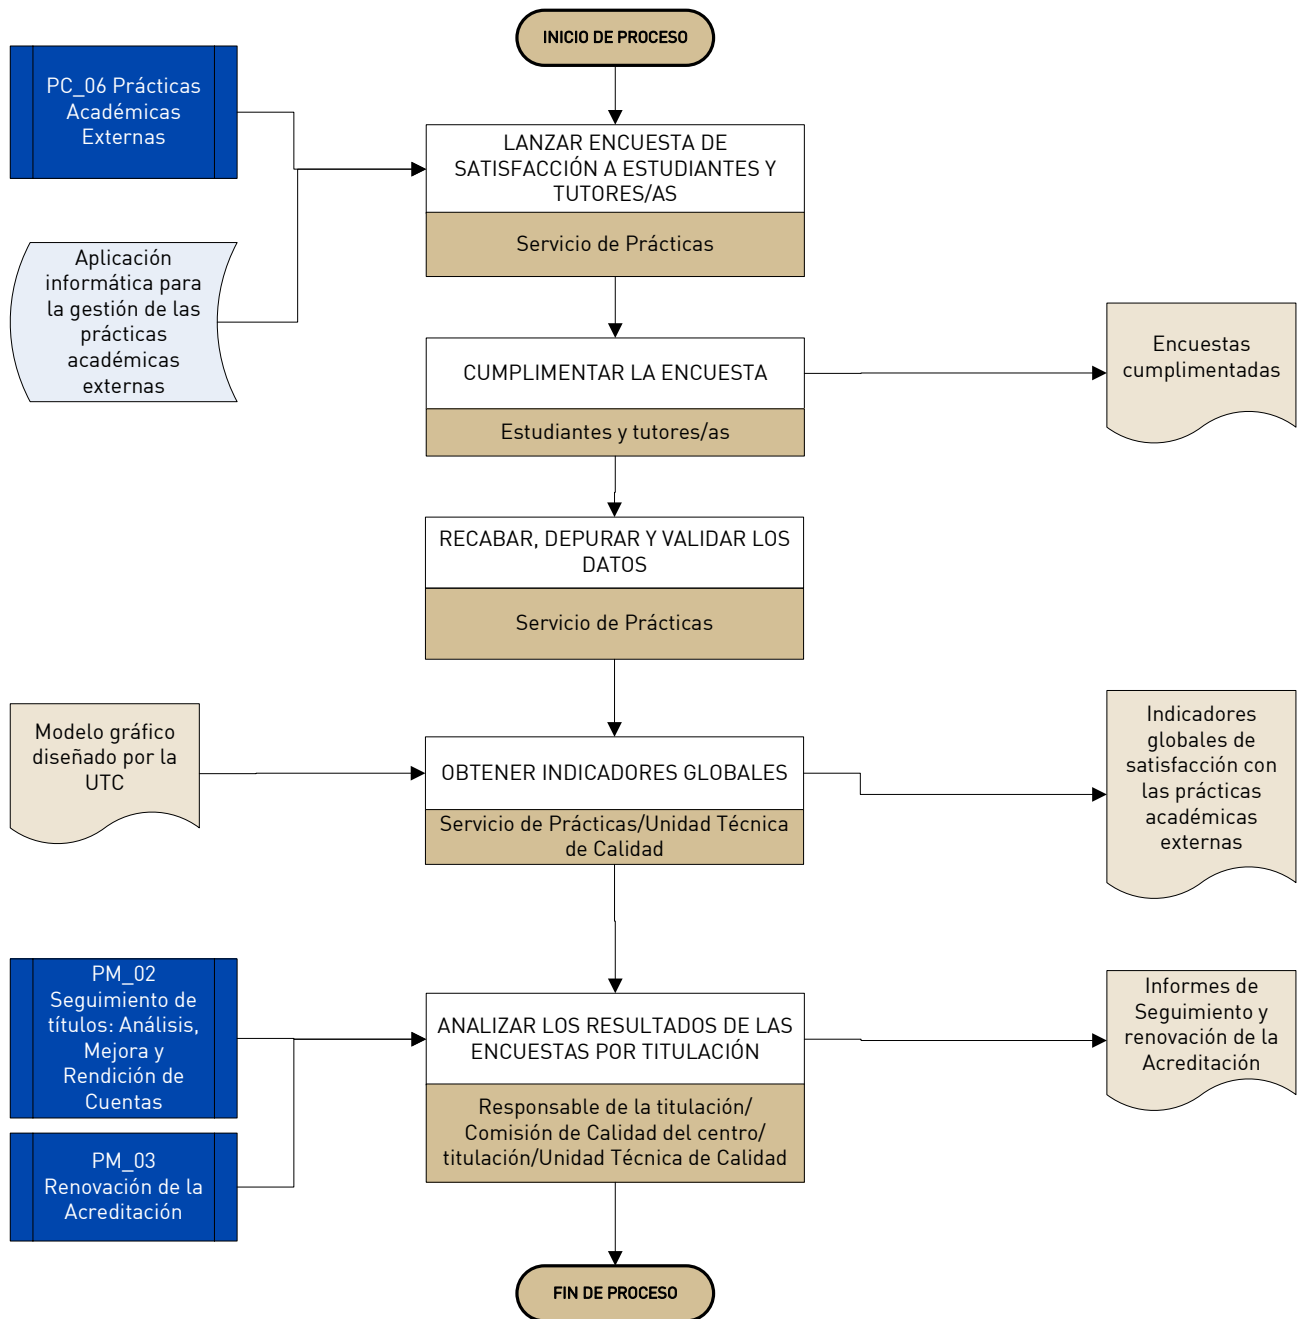 INICIO DE PROCESO
PC_06 Prácticas
Académicas
Externas
LANZAR ENCUESTA DE
SATISFACCIÓN A ESTUDIANTES Y
TUTORES/AS
Servicio de Prácticas
Aplicación
informática para
la gestión de las
prácticas
académicas
externas
CUMPLIMENTAR LA ENCUESTA
Estudiantes y tutores/as
Encuestas
cumplimentadas
RECABAR, DEPURAR Y VALIDAR LOS
DATOS
Servicio de Prácticas
Modelo gráfico
diseñado por la
UTC
OBTENER INDICADORES GLOBALES
Servicio de Prácticas/Unidad Técnica
de Calidad
Indicadores
globales de
satisfacción con
las prácticas
académicas
externas
PM_02
Seguimiento de
títulos: Análisis,
Mejora y
Rendición de
Cuentas
PM_03
Renovación de la
Acreditación
ANALIZAR LOS RESULTADOS DE LAS
ENCUESTAS POR TITULACIÓN
Responsable de la titulación/
Comisión de Calidad del centro/
titulación/Unidad Técnica de Calidad
Informes de
Seguimiento y
renovación de la
Acreditación
FIN DE PROCESO